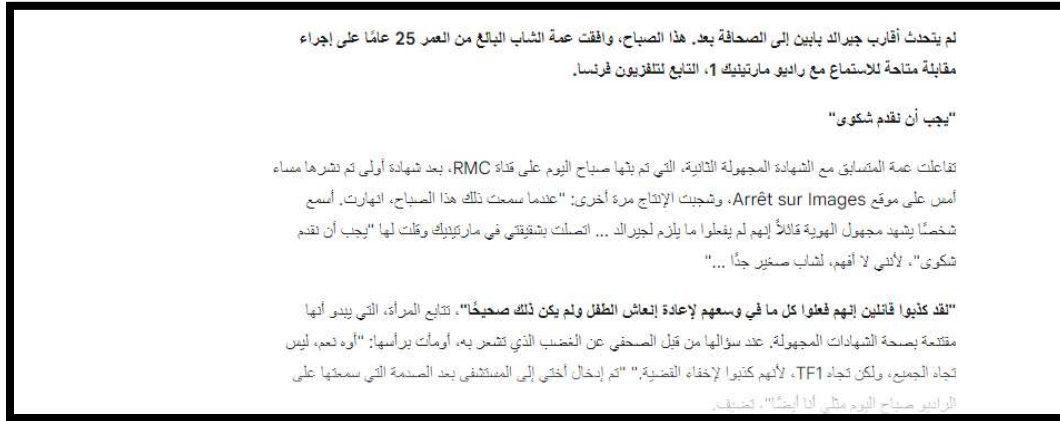 لم يتحدث أقارب جيرالد بابين إلى الصحافة بعد. هذا الصباح، وافقت عمة الشاب البالغ من العمر 25 عامًا على إجراء
مقابلة متاحة للاستماع مع راديو مارتينيك 1، التابع لتلفزيون فرنسا.
"يجب أن نقدم شكوى"
تفاعلت عمة المتسابق مع الشهادة المجهولة الثانية، التي تم بثها صباح اليوم على قناة RMC، بعد شهادة أولى تم نشرها مساء
أمس على موقع Arrêt sur Images، وشجبت الإنتاج مرة أخرى: "عندما سمعت ذلك هذا الصباح، انهارت. أسمع
شخصًا يشهد مجهول الهوية قائلاً إنهم لم يفعلوا ما يلزم لجيرالد ... اتصلت بشقيقتي في مارتينيك وقلت لها "يجب أن نقدم
شكوى"، لأنني لا أفهم، لشاب صغير جدًا ..."
"لقد كذبوا قائلين إنهم فعلوا كل ما في وسعهم لإعادة إنعاش الطفل ولم يكن ذلك صحيحًا"، تتابع المرأة، التي يبدو أنها
مقتنعة بصحة الشهادات المجهولة. عند سؤالها من قبل الصحفي عن الغضب الذي تشعر به، أومأت برأسها: "أوه نعم، ليس
تجاه الجميع، ولكن تجاه TF1، لأنهم كذبوا لإخفاء القضية." "تم إدخال أختي إلى المستشفى بعد الصدمة التي سمعتها على
الراديو صباح اليوم مثلي أنا أيضًا"، تضيف.